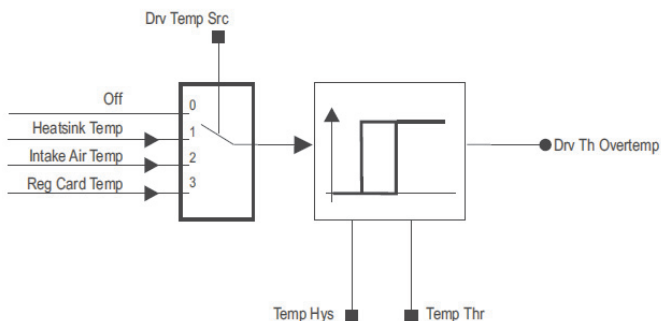 Drv Temp Src
Off
0
Heatsink Temp
1
Intake Air Temp
2
Reg Card Temp
3
Drv Th Overtemp
Temp Hys
Temp Thr